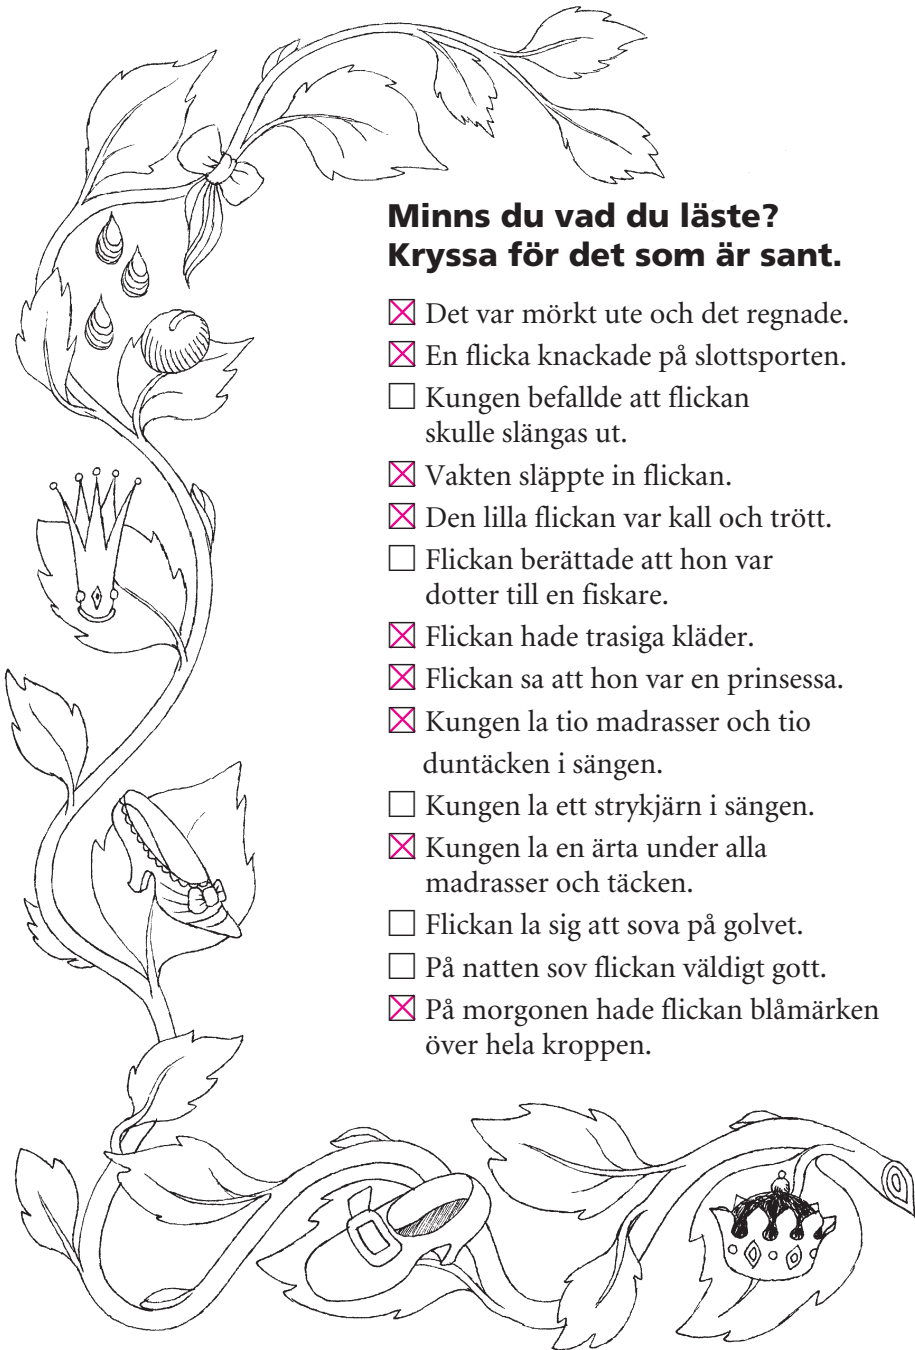 Minns du vad du läste?
Kryssa för det som är sant.
☒ Det var mörkt ute och det regnade.
☒ En flicka knackade på slottsporten.
☐ Kungen befallde att flickan
skulle slängas ut.
☒ Vakten släppte in flickan.
☒ Den lilla flickan var kall och trött.
☐ Flickan berättade att hon var
dotter till en fiskare.
☒ Flickan hade trasiga kläder.
☒ Flickan sa att hon var en prinsessa.
☒ Kungen la tio madrasser och tio
duntäcken i sängen.
☐ Kungen la ett strykjärn i sängen.
☒ Kungen la en ärta under alla
madrasser och täcken.
☐ Flickan la sig att sova på golvet.
☐ På natten sov flickan väldigt gott.
☒ På morgonen hade flickan blåmärken
över hela kroppen.